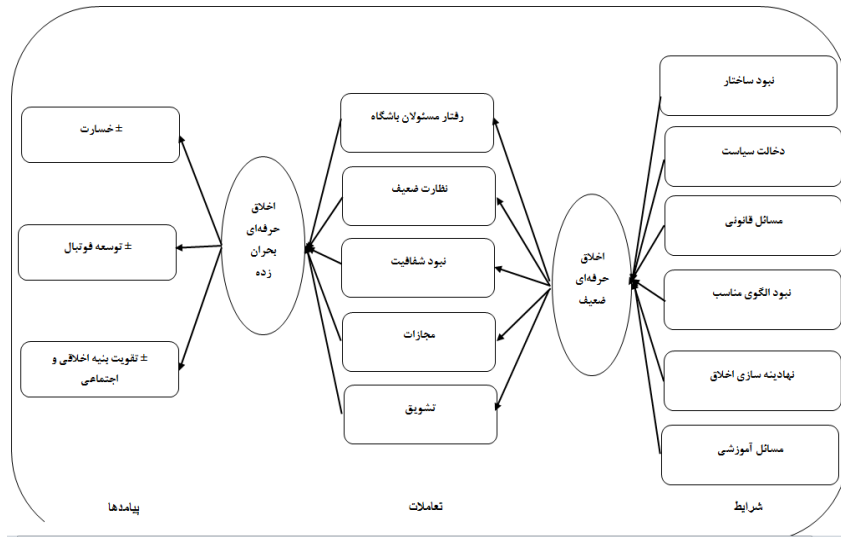 نبود ساختار
دخالت سیاست
مسائل قانونی
نبود الگوی مناسب
نهادینه سازی اخلاق
مسائل آموزشی
شرایط
اخلاق
حرفه‌ای
ضعیف
رفتار مسئولان باشگاه
نظارت ضعیف
نبود شفافیت
مجازات
تشویق
تعاملات
اخلاق
حرفه‌ای
بحران
زده
± خسارت
± توسعه فوتبال
± تقویت بنیه اخلاقی و
اجتماعی
پیامدها